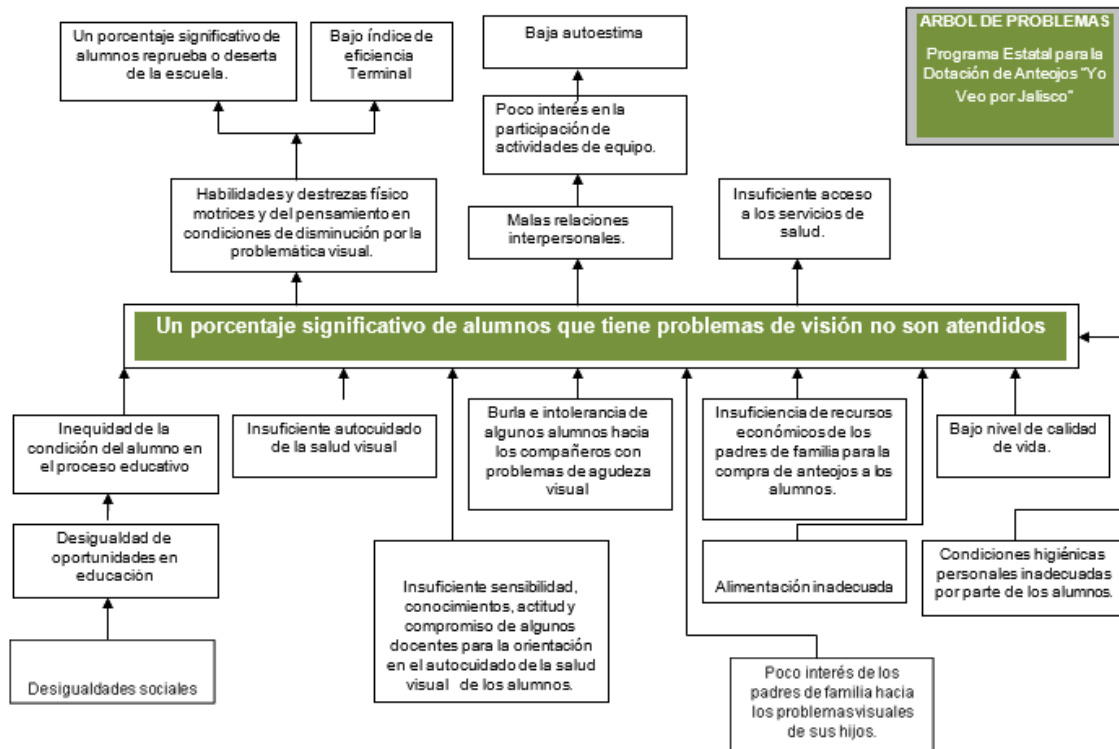 Un porcentaje significativo de
alumnos reprueba o deserta
de la escuela.
Bajo índice de
eficiencia
Terminal
Baja autoestima
ARBOL DE PROBLEMAS
Programa Estatal para la
Dotación de Anteojos "Yo
Veo por Jalisco"
Poco interés en la
participación de
actividades de equipo.
Habilidades y destrezas físico
motrices y del pensamiento en
condiciones de disminución por la
problemática visual.
Malas relaciones
interpersonales.
Insuficiente acceso
a los servicios de
salud.
Un porcentaje significativo de alumnos que tiene problemas de visión no son atendidos
Inequidad de la
condición del alumno en
el proceso educativo
Insuficiente autocuidado
de la salud visual
Burla e intolerancia de
algunos alumnos hacia
los compañeros con
problemas de agudeza
visual
Insuficiencia de recursos
económicos de los
padres de familia para la
compra de anteojos a los
alumnos.
Bajo nivel de calidad
de vida.
Desigualdad de
oportunidades en
educación
Insuficiente sensibilidad,
conocimientos, actitud y
compromiso de algunos
docentes para la orientación
en el autocuidado de la salud
visual de los alumnos.
Alimentación inadecuada
Condiciones higiénicas
personales inadecuadas
por parte de los alumnos.
Desigualdades sociales
Poco interés de los
padres de familia hacia
los problemas visuales
de sus hijos.